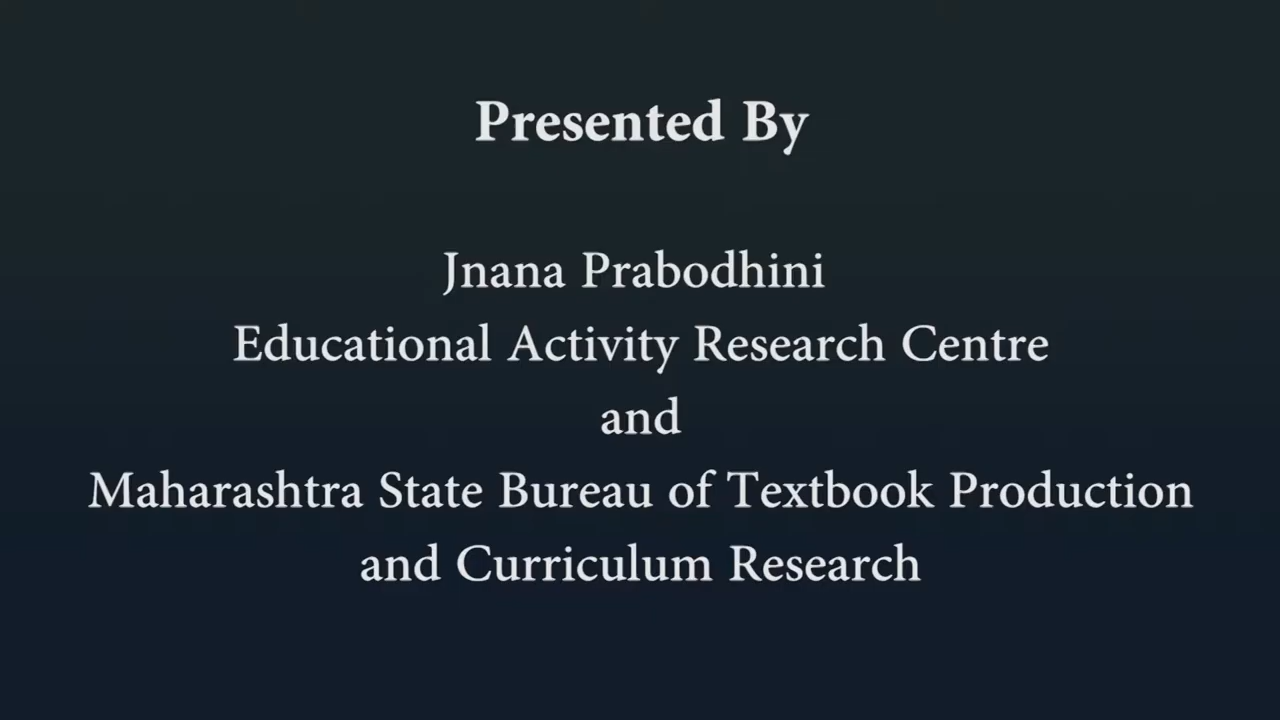 Presented By
Jnana Prabodhini
Educational Activity Research Centre
and
Maharashtra State Bureau of Textbook Production
and Curriculum Research